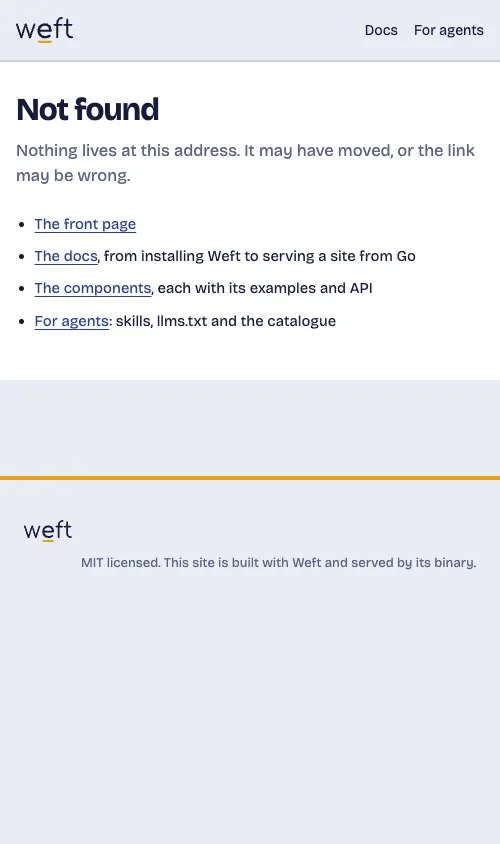 weft
Docs
For agents
Not found
Nothing lives at this address. It may have moved, or the link
may be wrong.
The front page
The docs, from installing Weft to serving a site from Go
The components, each with its examples and API
For agents: skills, llms.txt and the catalogue
weft
MIT licensed. This site is built with Weft and served by its binary.